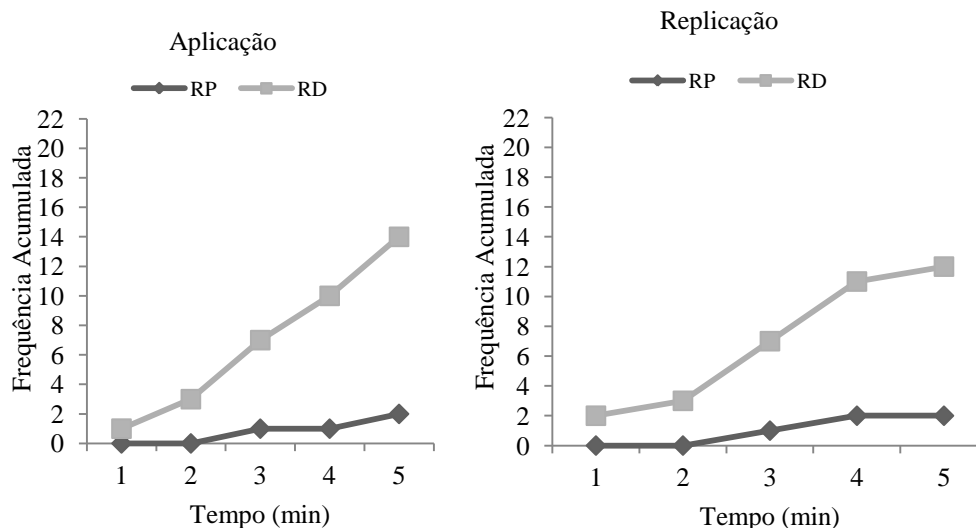 Aplicação
RP RD
22
20
18
16
14
12
10
8
6
4
2
0
1 2 3 4 5
Frequência Acumulada
Tempo (min)
Replicação
RP RD
22
20
18
16
14
12
10
8
6
4
2
0
1 2 3 4 5
Frequência Acumulada
Tempo (min)